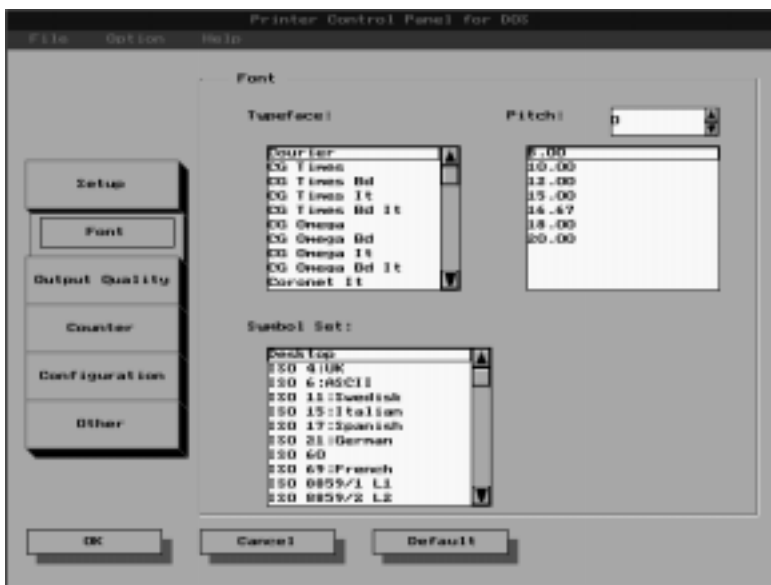 Printer Control Panel for DOS
File Option Help
Font
Typeface:
Courier
CG Times
CG Times Bd
CG Times It
CG Times Bd It
CG Omega
CG Omega Bd
CG Omega It
CG Omega Bd It
Coronet It
Pitch:
6.00
10.00
12.00
15.00
16.67
18.00
20.00
Setup
Font
Output Quality
Counter
Configuration
Other
Symbol Set:
Desktop
ISO 4:UK
ISO 6:ASCII
ISO 11:Swedish
ISO 15:Italian
ISO 17:Spanish
ISO 21:German
ISO 60
ISO 69:French
ISO 8859/1 L1
ISO 8859/2 L2
OK Cancel Default